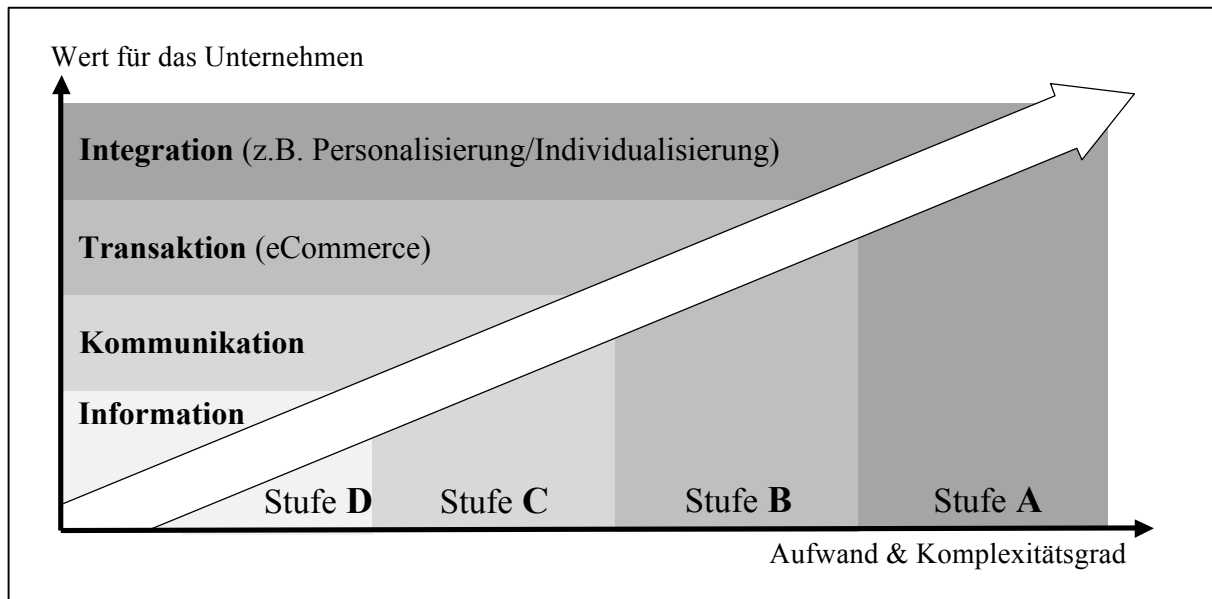 Wert für das Unternehmen
Integration (z.B. Personalisierung/Individualisierung)
Transaktion (eCommerce)
Kommunikation
Information
Stufe D
Stufe C
Stufe B
Stufe A
Aufwand & Komplexitätsgrad